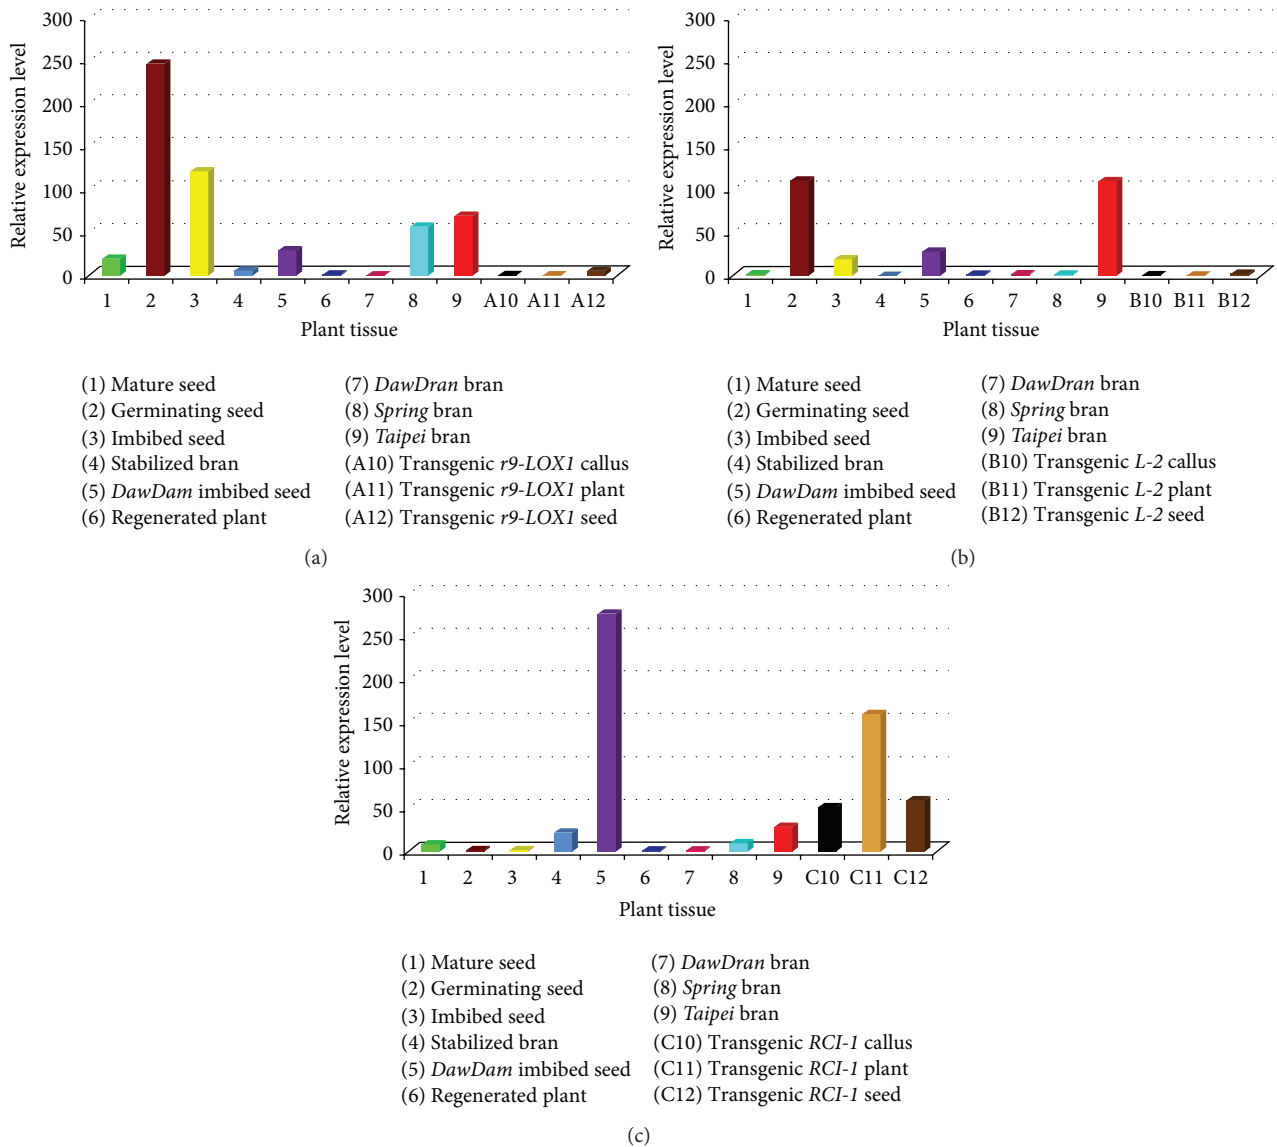 300
250
200
150
100
50
0
Relative expression level
1 2 3 4 5 6 7 8 9 A10 A11 A12
Plant tissue
(1) Mature seed
(2) Germinating seed
(3) Imbibed seed
(4) Stabilized bran
(5) DawDam imbibed seed
(6) Regenerated plant
(7) DawDran bran
(8) Spring bran
(9) Taipei bran
(A10) Transgenic r9-LOX1 callus
(A11) Transgenic r9-LOX1 plant
(A12) Transgenic r9-LOX1 seed
(a)
300
250
200
150
100
50
0
Relative expression level
1 2 3 4 5 6 7 8 9 B10 B11 B12
Plant tissue
(1) Mature seed
(2) Germinating seed
(3) Imbibed seed
(4) Stabilized bran
(5) DawDam imbibed seed
(6) Regenerated plant
(7) DawDran bran
(8) Spring bran
(9) Taipei bran
(B10) Transgenic L-2 callus
(B11) Transgenic L-2 plant
(B12) Transgenic L-2 seed
(b)
300
250
200
150
100
50
0
Relative expression level
1 2 3 4 5 6 7 8 9 C10 C11 C12
Plant tissue
(1) Mature seed
(2) Germinating seed
(3) Imbibed seed
(4) Stabilized bran
(5) DawDam imbibed seed
(6) Regenerated plant
(7) DawDran bran
(8) Spring bran
(9) Taipei bran
(C10) Transgenic RCI-1 callus
(C11) Transgenic RCI-1 plant
(C12) Transgenic RCI-1 seed
(c)